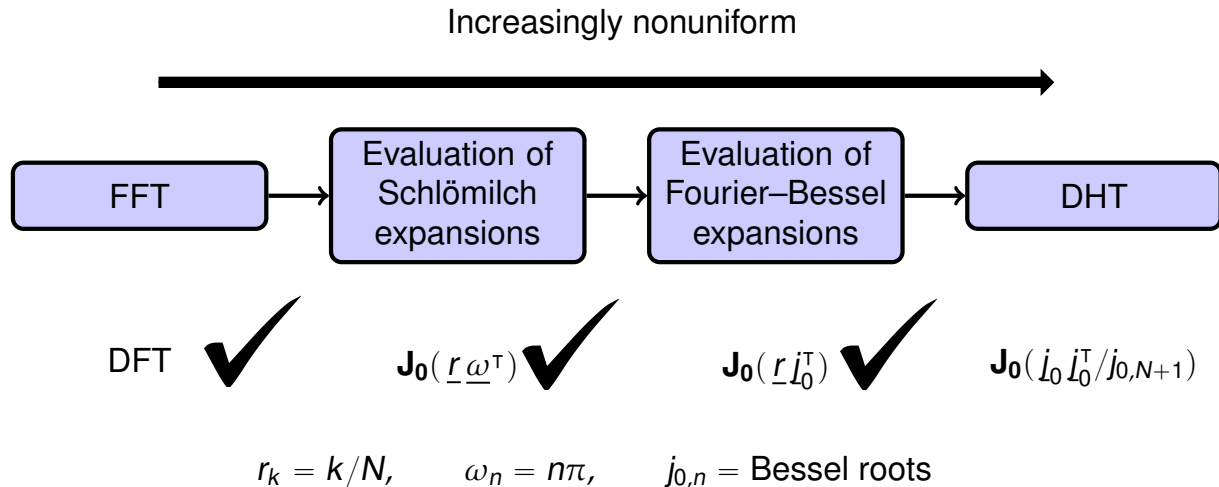 Increasingly nonuniform
FFT
Evaluation of
Schlömilch
expansions
Evaluation of
Fourier–Bessel
expansions
DHT
DFT ✓ J₀( r ω ᵀ) ✓ J₀( r j₀ᵀ) ✓ J₀( j₀ j₀ᵀ/j₀,N+1)
rₖ = k/N, ωₙ = nπ, j₀,ₙ = Bessel roots